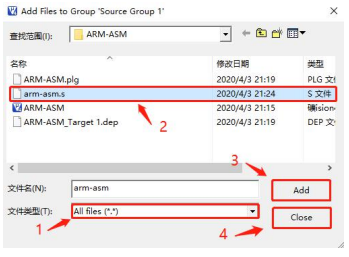 Add Files to Group 'Source Group 1'
查找范围(I): ARM-ASM
名称 修改日期 类型
ARM-ASM.plg 2020/4/3 21:19 PLG 文
arm-asm.s 2020/4/3 21:24 S 文件
ARM-ASM 2020/4/3 21:15 礦ision
ARM-ASM_Target 1.dep 2020/4/3 21:19 DEP 文
2
3
文件名(N): arm-asm Add
文件类型(T): All files (*.*) Close
1
4